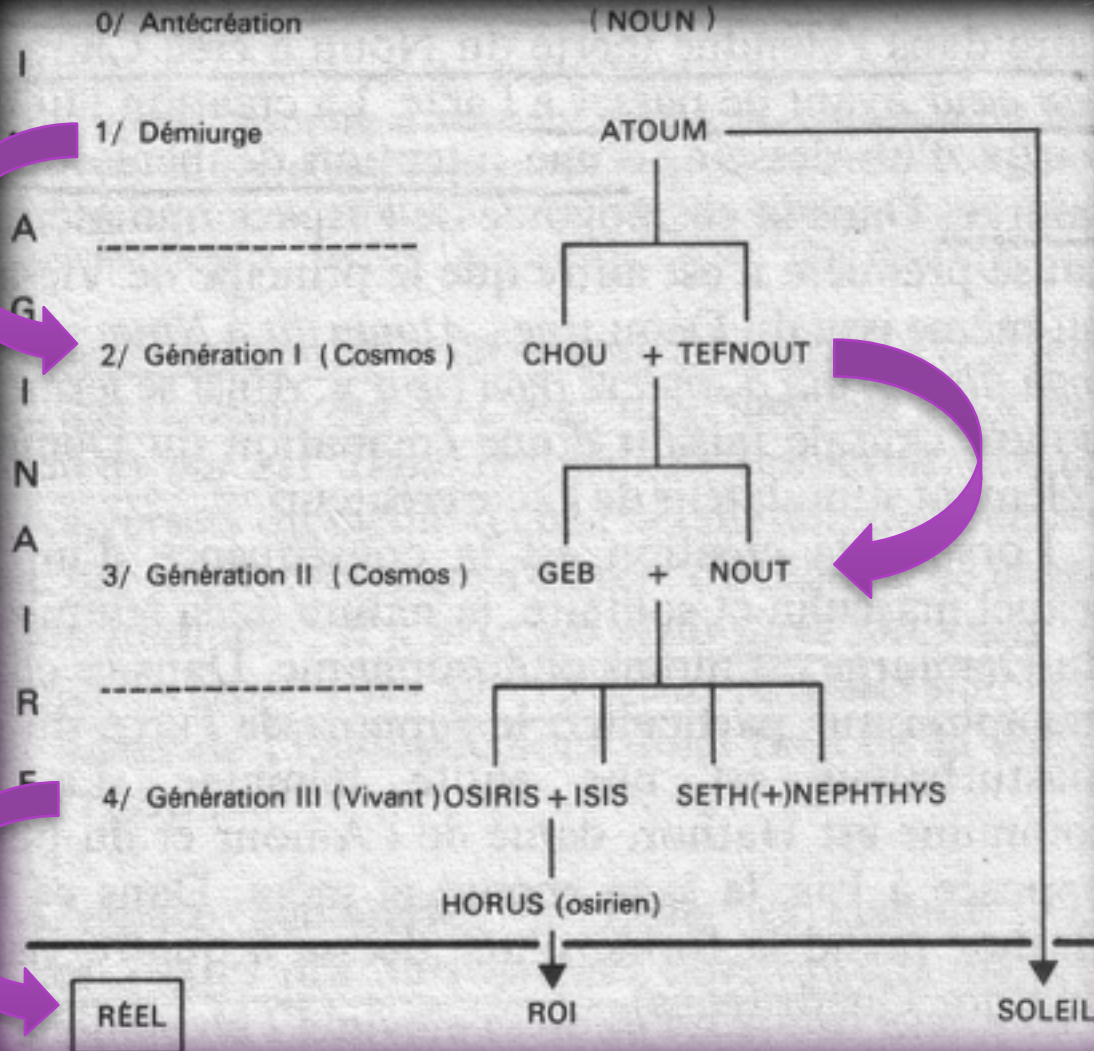 0/ Antécréation (NOUN)
1/ Démiurge ATOUM
2/ Génération I (Cosmos) CHOU + TEFNOUT
3/ Génération II (Cosmos) GEB + NOUT
4/ Génération III (Vivant) OSIRIS + ISIS SETH(+)NEPHTHYS
HORUS (osirien)
RÉEL ROI SOLEIL
I
A
G
I
N
A
I
R
E